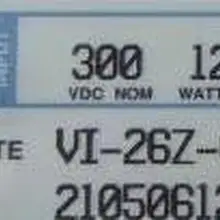 300 12
VDC NOM WATT
TE VI-26Z-
2105061